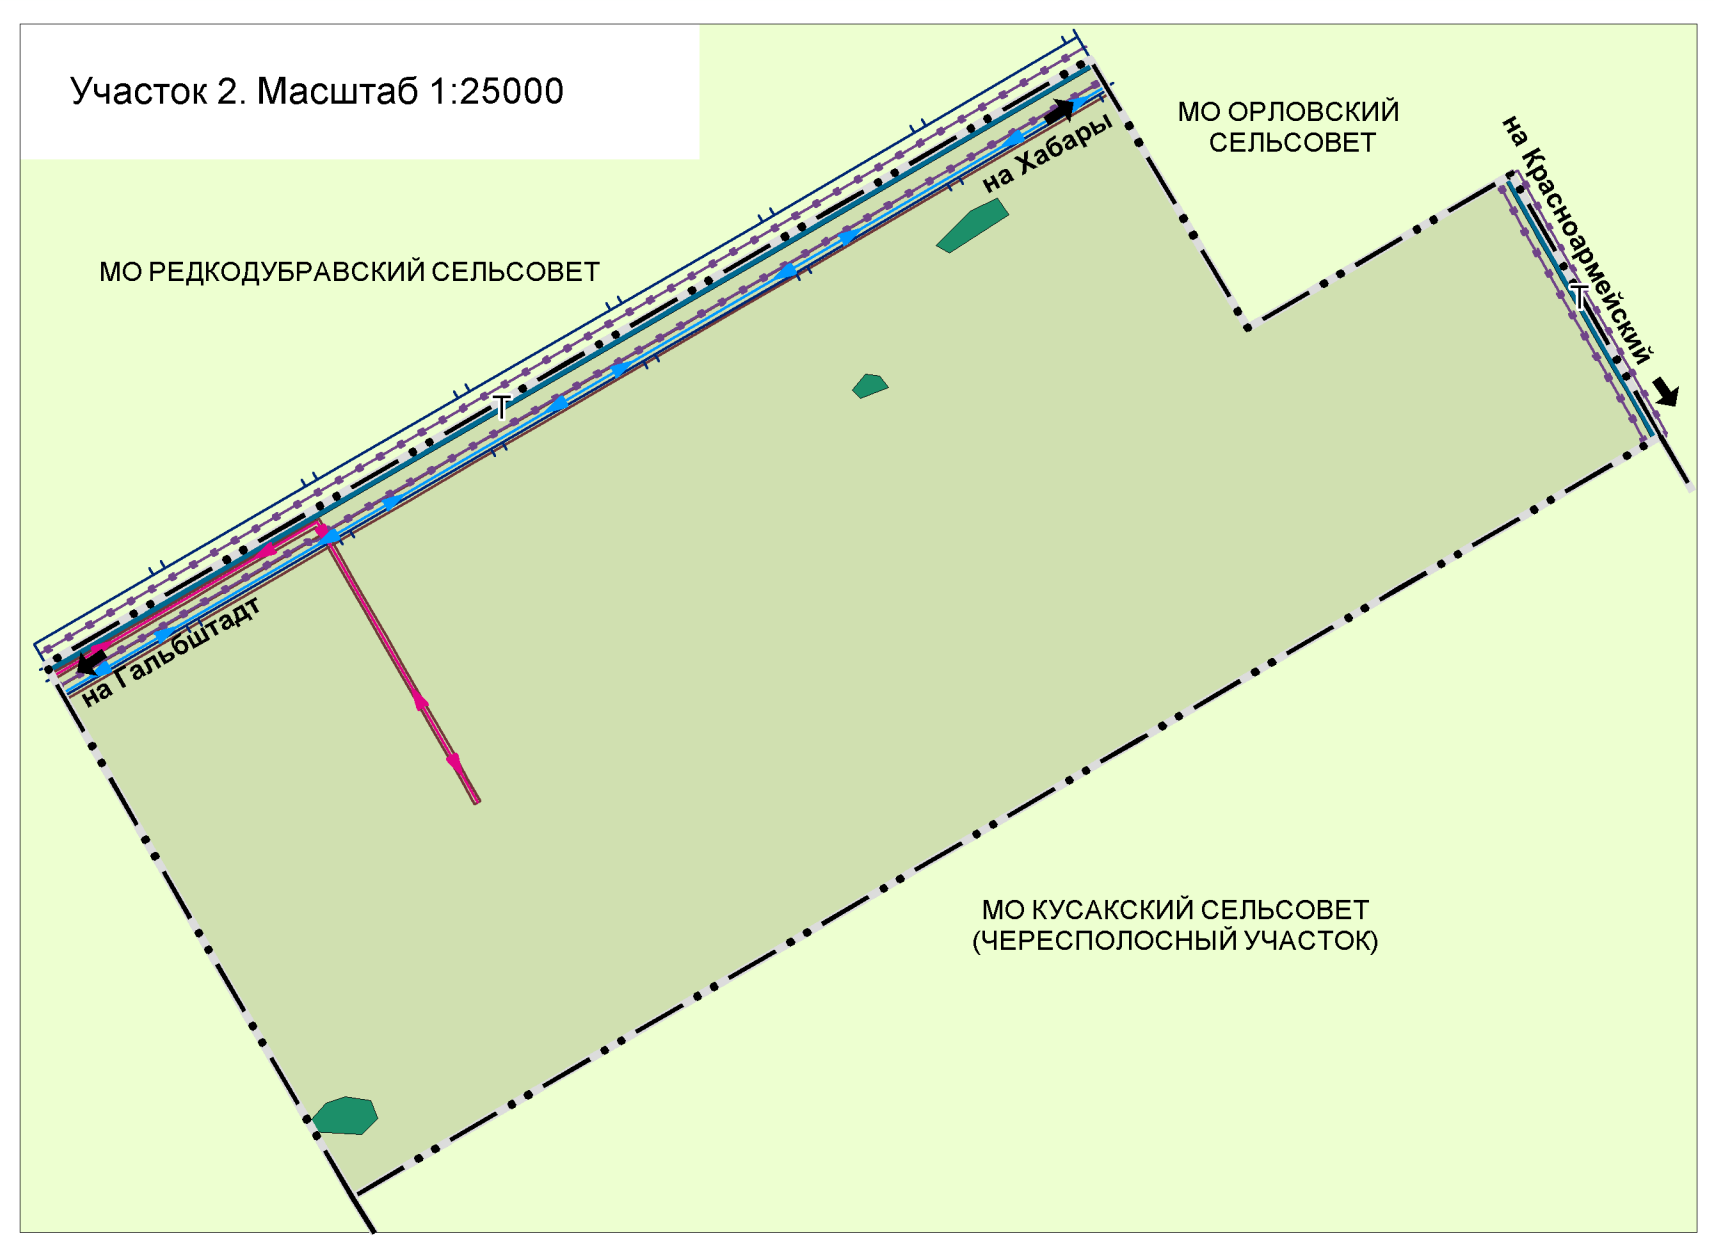 Участок 2. Масштаб 1:25000
МО ОРЛОВСКИЙ
СЕЛЬСОВЕТ
на Хабары
на Красноармейский
Т
МО РЕДКОДУБРАВСКИЙ СЕЛЬСОВЕТ
Т
на Гальбштадт
МО КУСАКСКИЙ СЕЛЬСОВЕТ
(ЧЕРЕСПОЛОСНЫЙ УЧАСТОК)